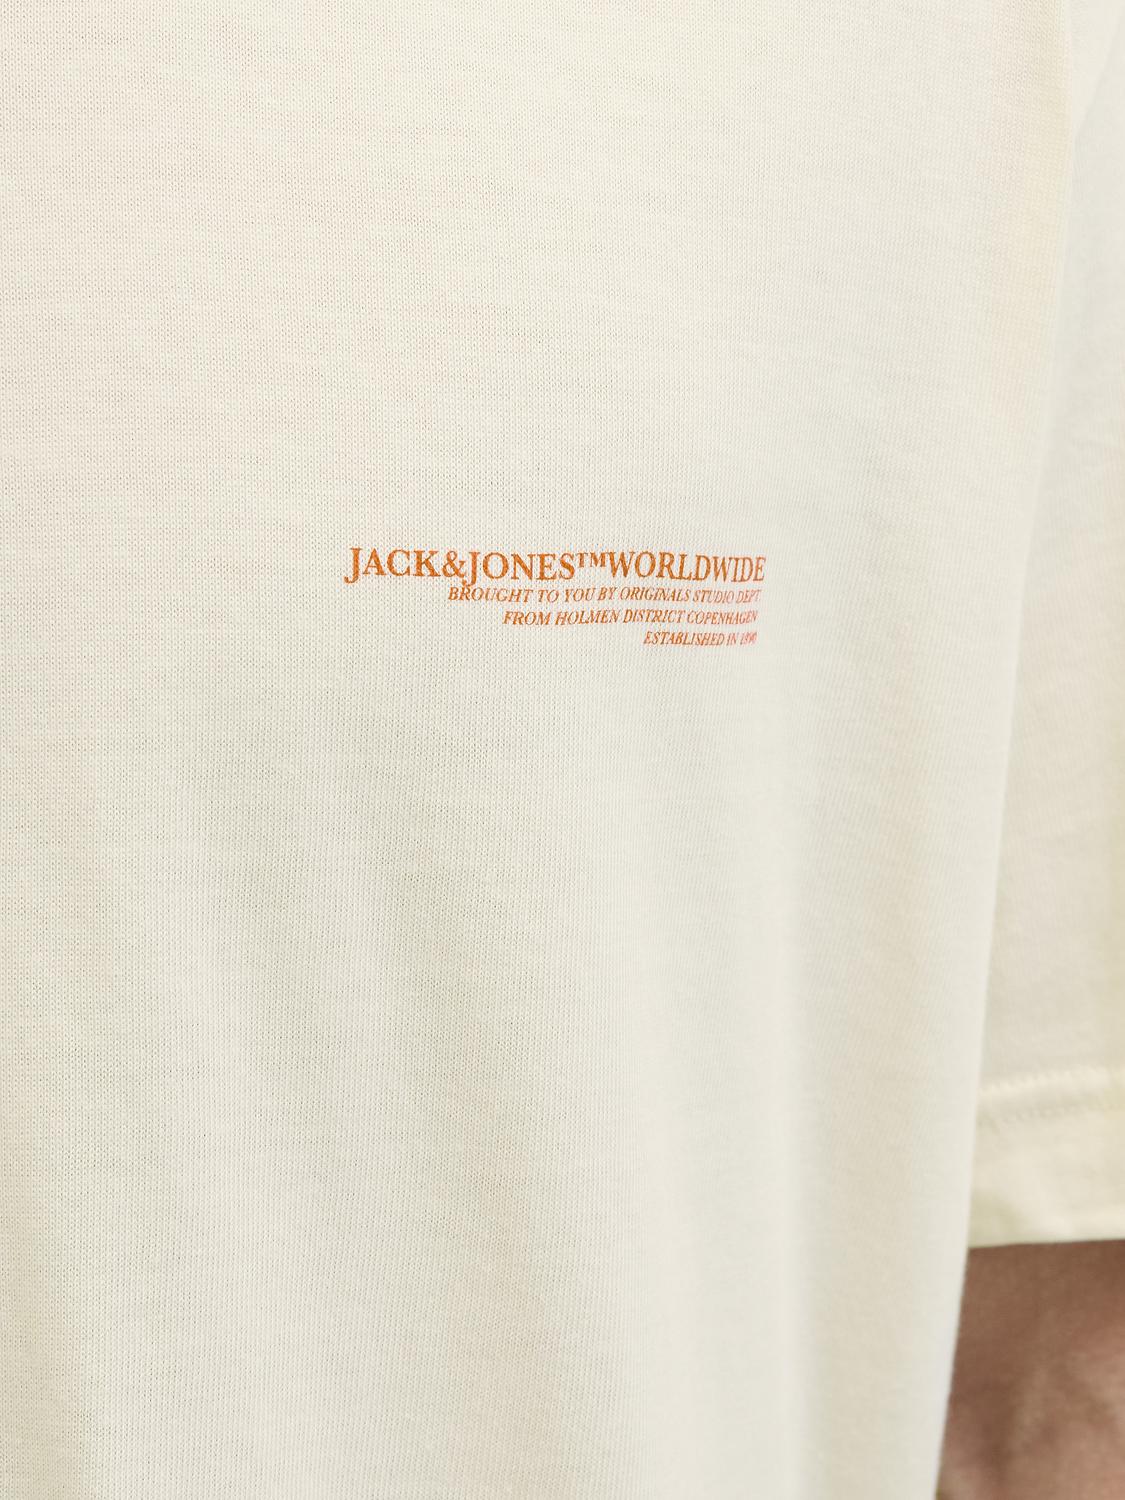 JACK&JONES™WORLDWIDE
BROUGHT TO YOU BY ORIGINALS STUDIO DEPT.
FROM HOLMEN DISTRICT COPENHAGEN
ESTABLISHED IN